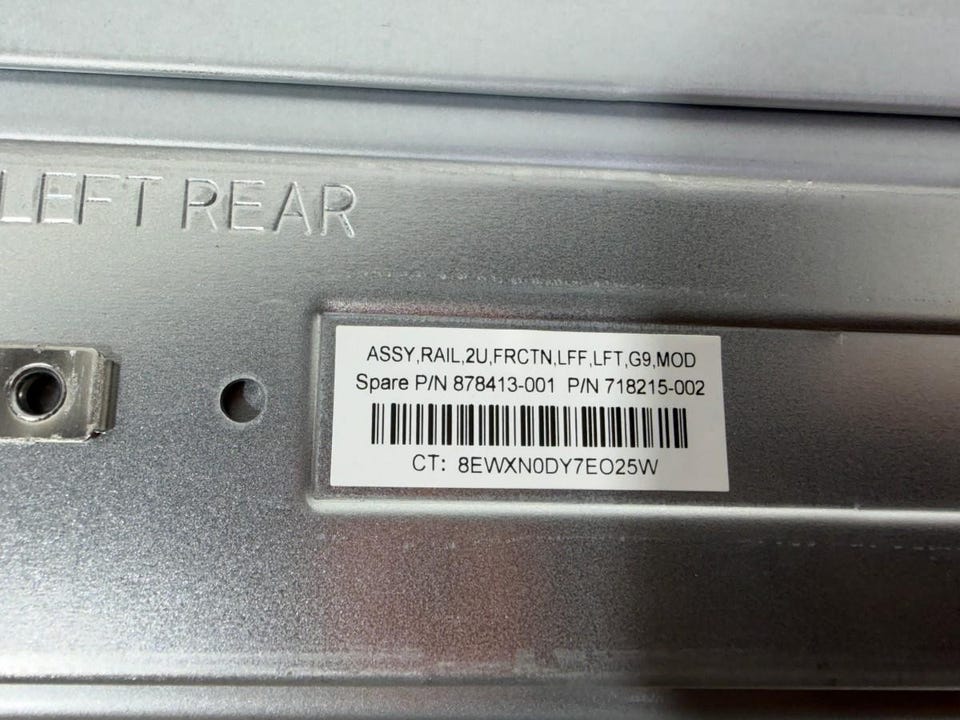 LEFT REAR
ASSY,RAIL,2U,FRCTN,LFF,LFT,G9,MOD
Spare P/N 878413-001 P/N 718215-002
CT: 8EWXN0DY7EO25W